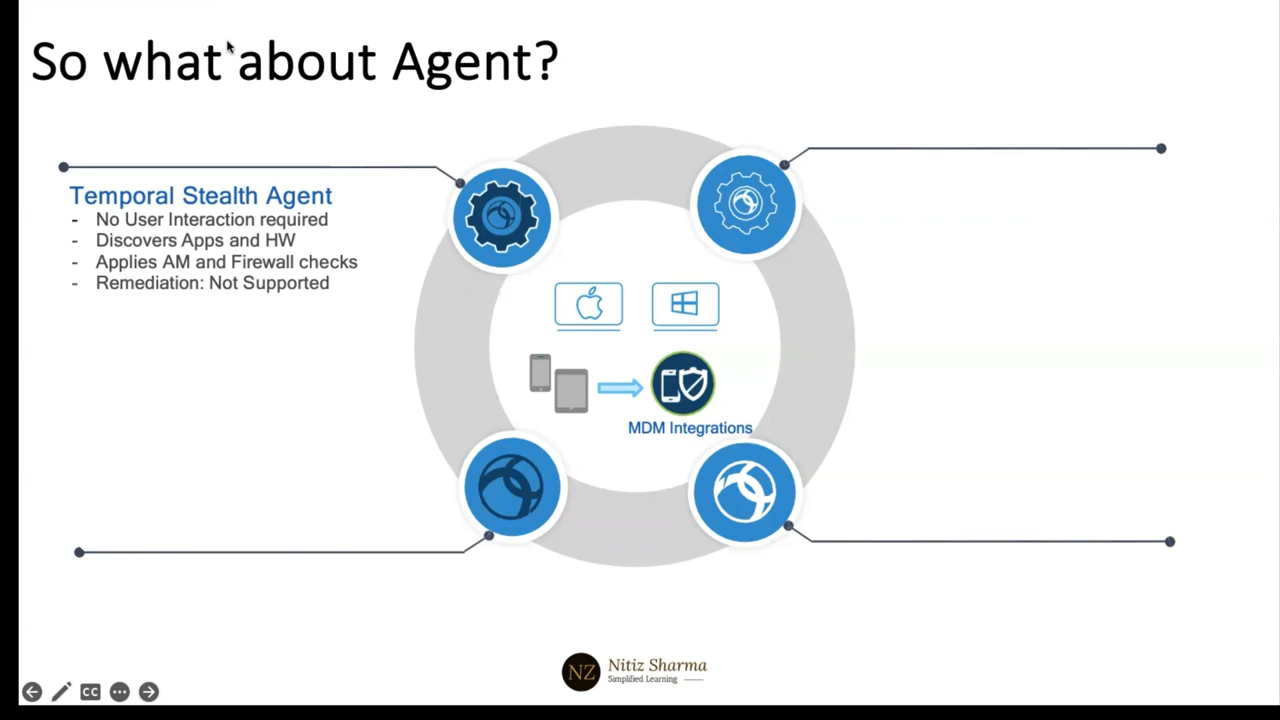 So what about Agent?
Temporal Stealth Agent
- No User Interaction required
- Discovers Apps and HW
- Applies AM and Firewall checks
- Remediation: Not Supported
MDM Integrations
NZ
Nitiz Sharma
Simplified Learning
CC